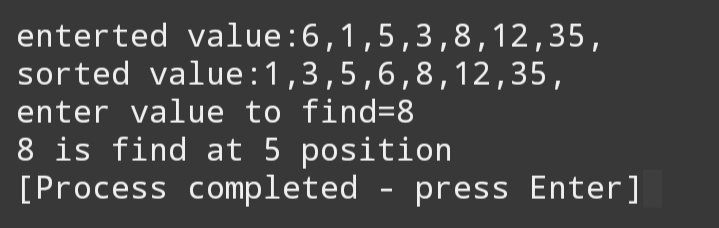 enterted value:6,1,5,3,8,12,35,
sorted value:1,3,5,6,8,12,35,
enter value to find=8
8 is find at 5 position
[Process completed - press Enter]